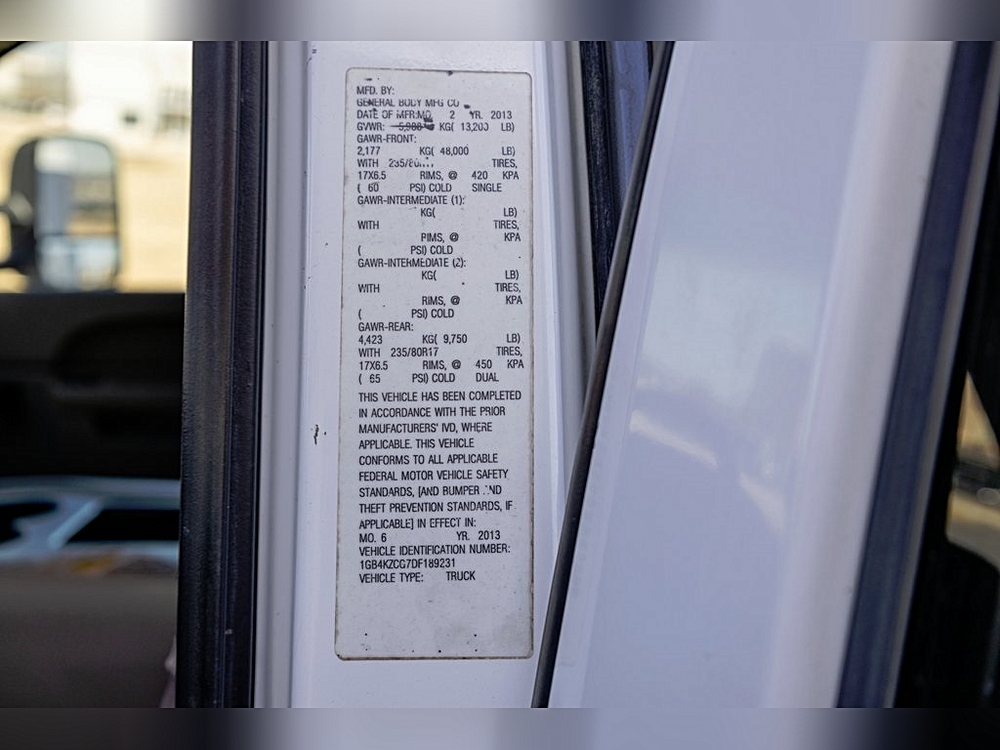 MFD. BY:
GENERAL BODY MFG CO
DATE OF MFR:MO. 2 YR. 2013
GVWR: 5,988 KG( 13,200 LB)
GAWR-FRONT:
2,177 KG( 48,000 LB)
WITH TIRES,
17X6.5 RIMS, @ 420 KPA
( 60 PSI) COLD SINGLE
GAWR-INTERMEDIATE (1):
KG( LB)
WITH TIRES,
RIMS, @ KPA
( PSI) COLD
GAWR-INTERMEDIATE (2):
KG( LB)
WITH TIRES,
RIMS, @ KPA
( PSI) COLD
GAWR-REAR:
4,423 KG( 9,750 LB)
WITH 235/80R17 TIRES,
17X6.5 RIMS, @ 450 KPA
( 65 PSI) COLD DUAL
THIS VEHICLE HAS BEEN COMPLETED
IN ACCORDANCE WITH THE PRIOR
MANUFACTURERS' IVD, WHERE
APPLICABLE. THIS VEHICLE
CONFORMS TO ALL APPLICABLE
FEDERAL MOTOR VEHICLE SAFETY
STANDARDS, [AND BUMPER AND
THEFT PREVENTION STANDARDS, IF
APPLICABLE] IN EFFECT IN:
MO. 6 YR. 2013
VEHICLE IDENTIFICATION NUMBER:
1GB4KZCG7DF189231
VEHICLE TYPE: TRUCK